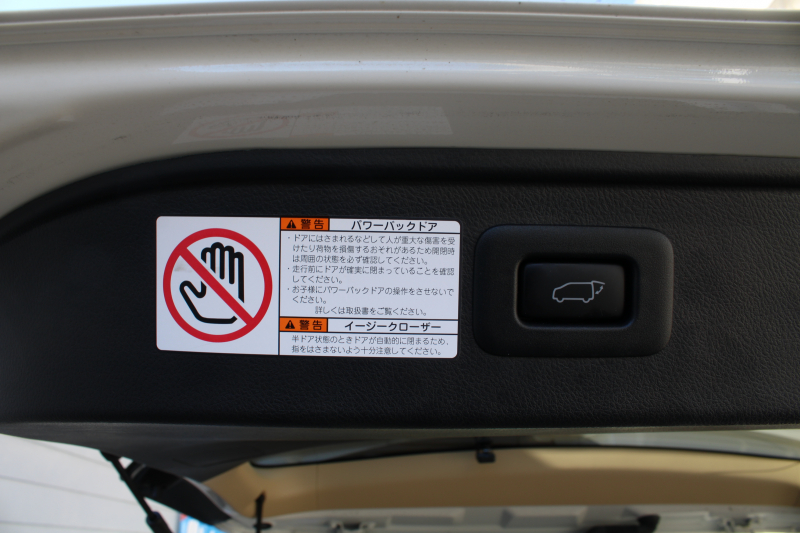 警告 パワーバックドア
・ドアにはさまれるなどして人が重大な傷害を受
けたり荷物を損傷するおそれがあるため開閉時
は周囲の状態を必ず確認してください。
・走行前にドアが確実に閉まっていることを確認
してください。
・お子様にパワーバックドアの操作をさせないで
ください。
詳しくは取扱書をご覧ください。
警告 イージークローザー
半ドア状態のときドアが自動的に閉まるため、
指をはさまないよう十分注意してください。